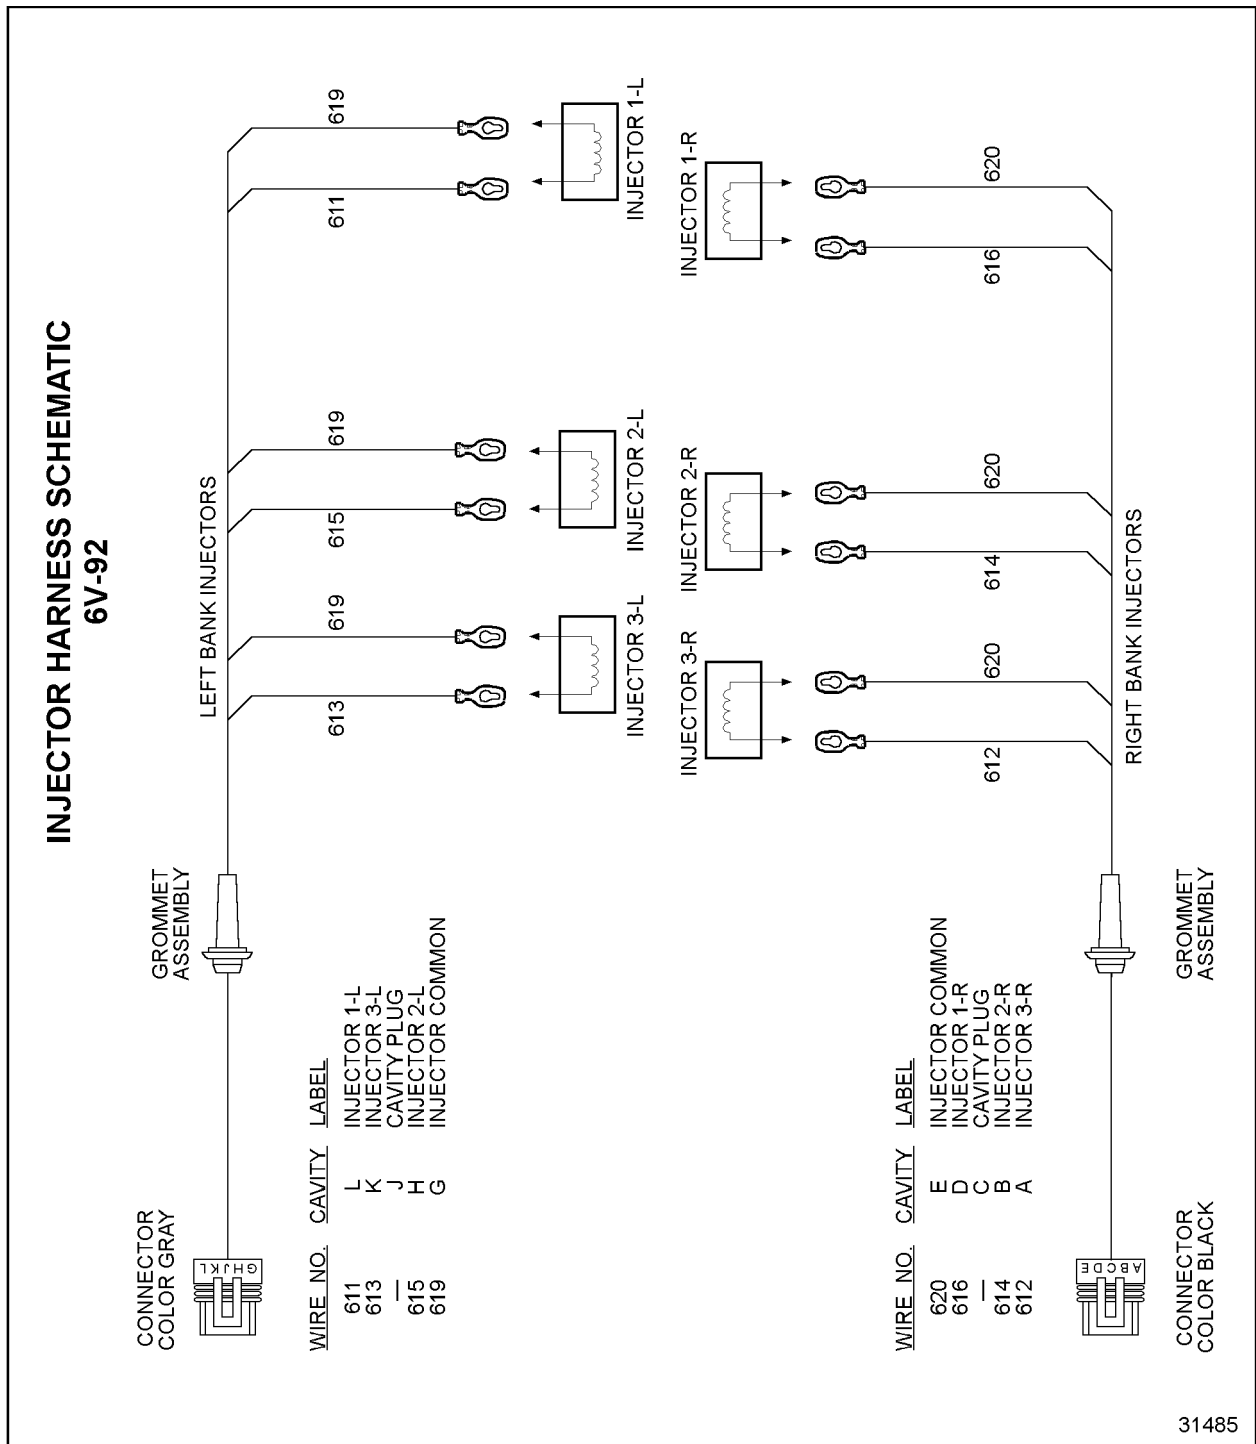 INJECTOR HARNESS SCHEMATIC
6V-92
CONNECTOR
COLOR GRAY
GHJKL
GROMMET
ASSEMBLY
LEFT BANK INJECTORS
WIRE NO. CAVITY LABEL
611 L INJECTOR 1-L
613 K INJECTOR 3-L
— J CAVITY PLUG
615 H INJECTOR 2-L
619 G INJECTOR COMMON
613
619
615
619
611
619
INJECTOR 3-L
INJECTOR 2-L
INJECTOR 1-L
INJECTOR 3-R
INJECTOR 2-R
INJECTOR 1-R
612
620
614
620
616
620
WIRE NO. CAVITY LABEL
620 E INJECTOR COMMON
616 D INJECTOR 1-R
— C CAVITY PLUG
614 B INJECTOR 2-R
612 A INJECTOR 3-R
ABCDE
RIGHT BANK INJECTORS
CONNECTOR
COLOR BLACK
GROMMET
ASSEMBLY
31485